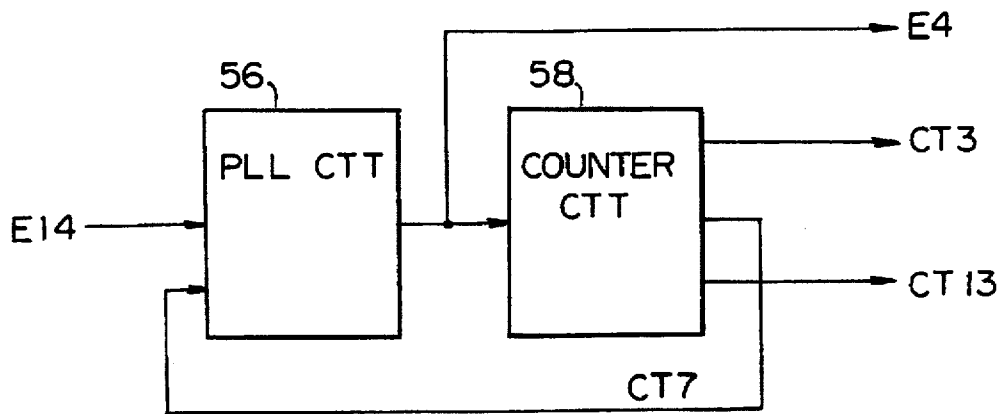 E4
56
58
CT3
PLL CTT
COUNTER
CTT
E14
CT13
CT7